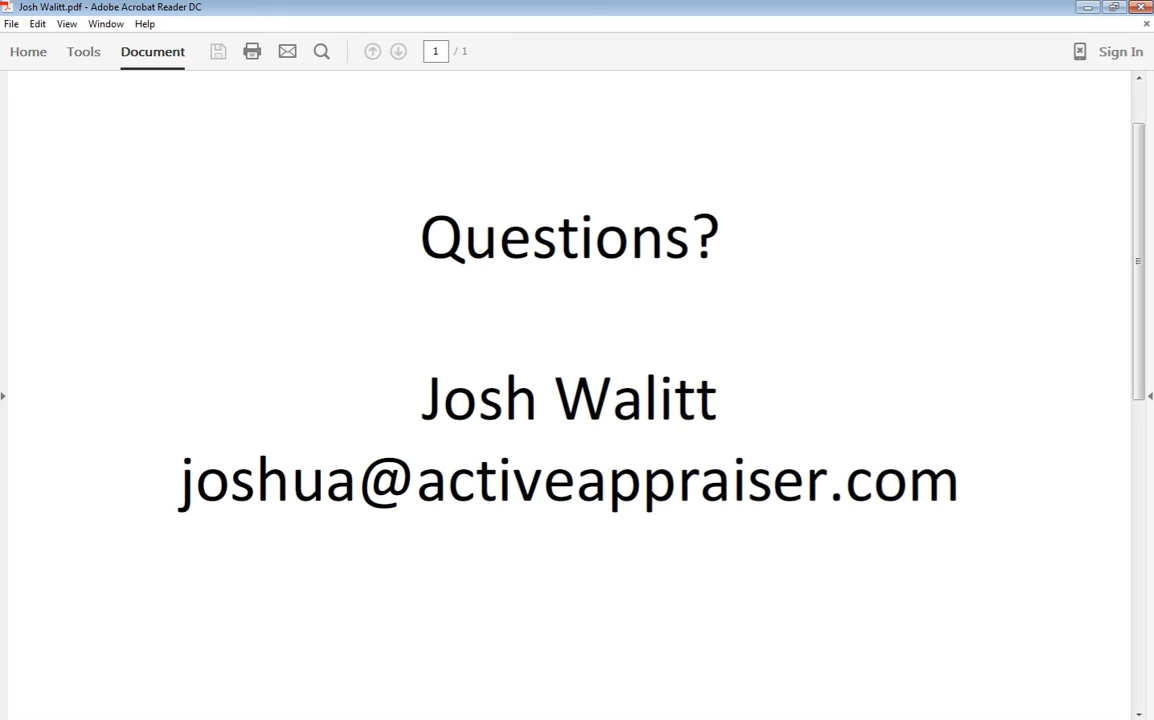 Josh Walitt.pdf - Adobe Acrobat Reader DC
File Edit View Window Help
Home Tools Document 1 / 1 Sign In
Questions?
Josh Walitt
joshua@activeappraiser.com